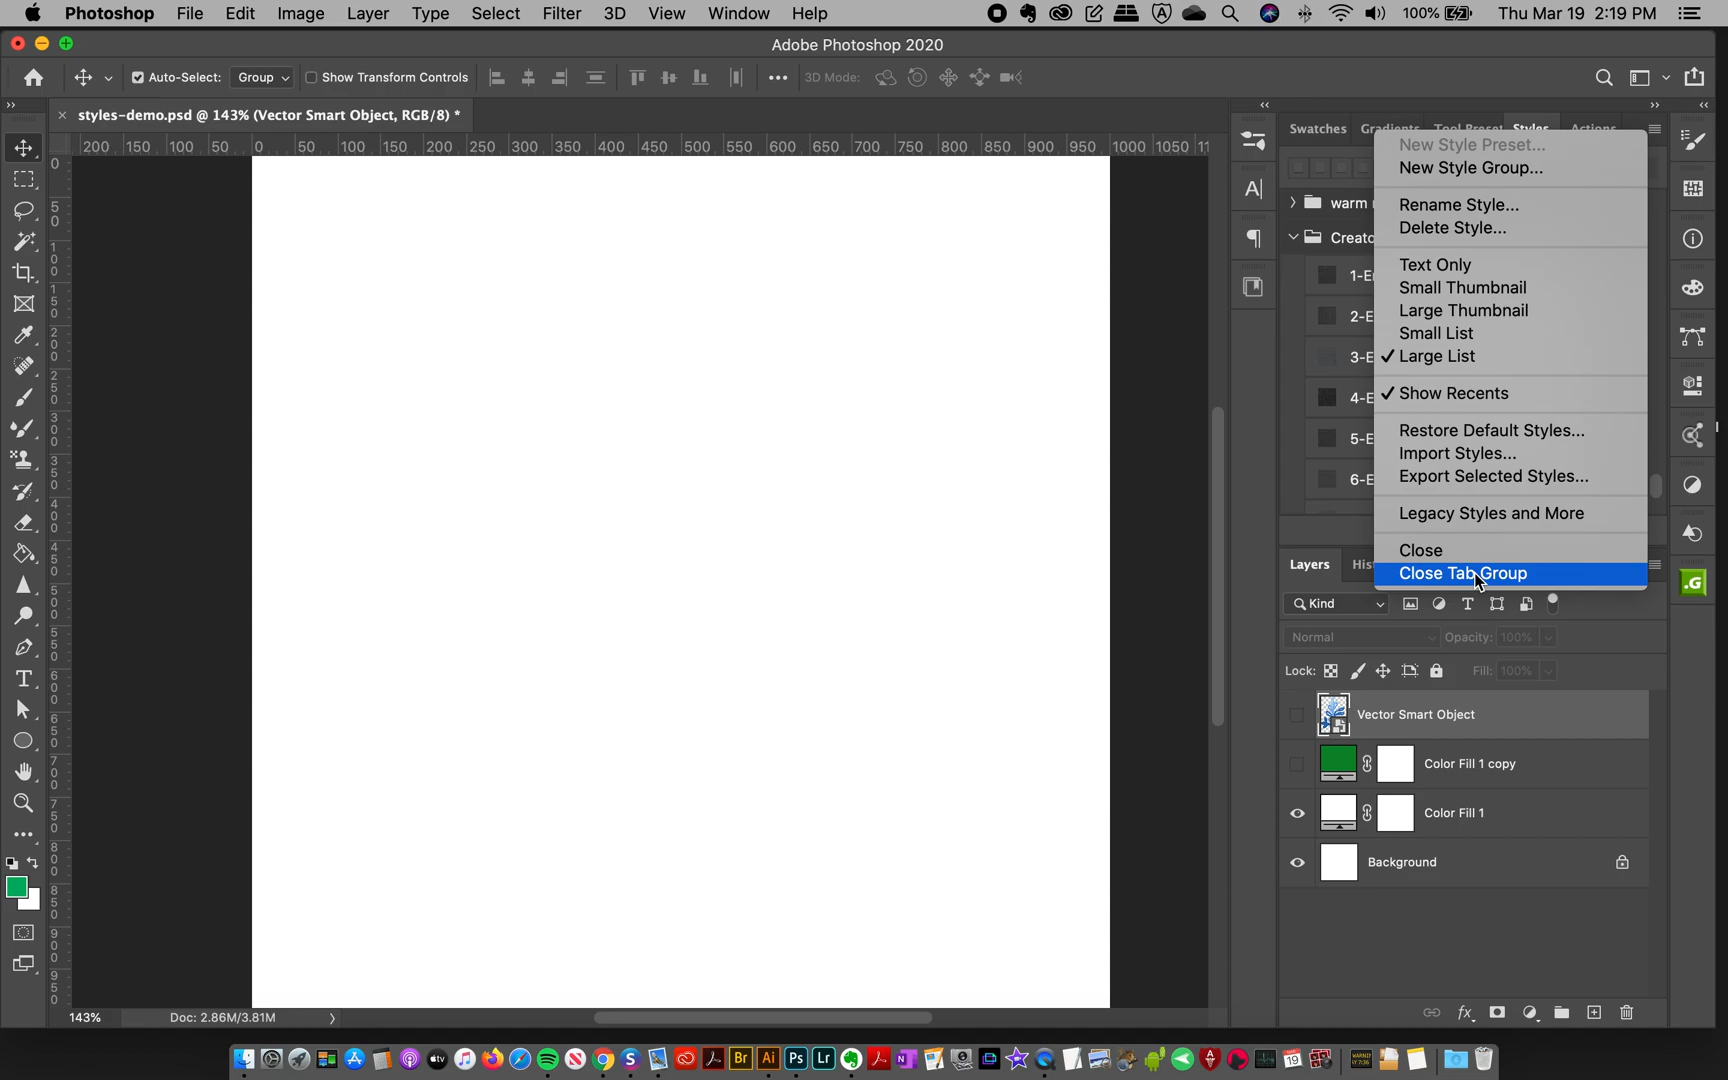 Photoshop File Edit Image Layer Type Select Filter 3D View Window Help 100% Thu Mar 19 2:19 PM
Adobe Photoshop 2020
Auto-Select: Group Show Transform Controls 3D Mode:
styles-demo.psd @ 143% (Vector Smart Object, RGB/8) *
200 150 100 50 0 50 100 150 200 250 300 350 400 450 500 550 600 650 700 750 800 850 900 950 1000 1050
Swatches Gradients Tool Preset Styles Actions
New Style Preset...
New Style Group...
warm
Rename Style...
Delete Style...
Creato
Text Only
1-E
Small Thumbnail
Large Thumbnail
2-E
Small List
Large List
3-E
Show Recents
4-E
Restore Default Styles...
5-E
Import Styles...
Export Selected Styles...
6-E
Legacy Styles and More
Close
Close Tab Group
Layers His
Kind
Normal Opacity: 100%
Lock: Fill: 100%
Vector Smart Object
Color Fill 1 copy
Color Fill 1
Background
143% Doc: 2.86M/3.81M
fx
Br Ai Ps Lr
.G